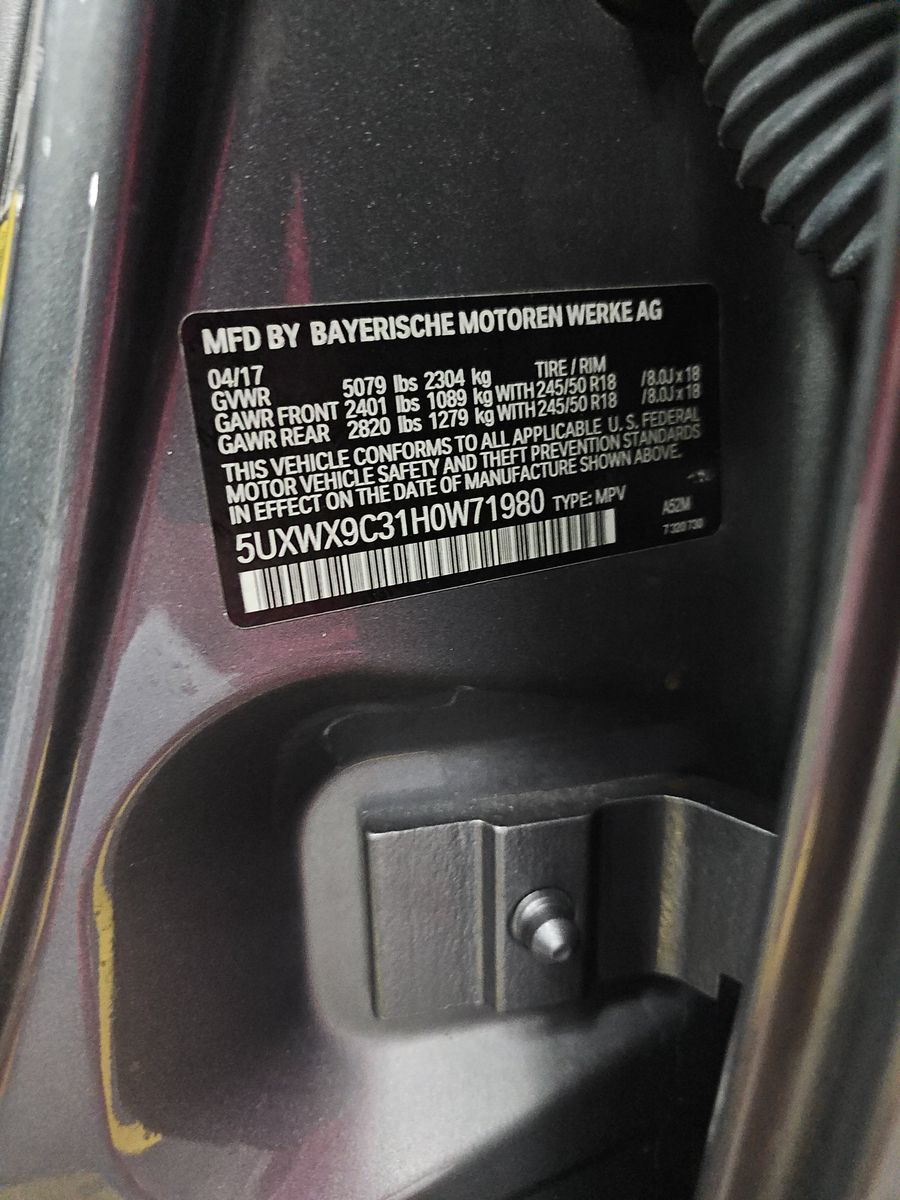 MFD BY BAYERISCHE MOTOREN WERKE AG
04/17 TIRE / RIM
GVWR 5079 lbs 2304 kg
GAWR FRONT 2401 lbs 1089 kg WITH 245/50 R18 /8.0J x 18
GAWR REAR 2820 lbs 1279 kg WITH 245/50 R18 /8.0J x 18
THIS VEHICLE CONFORMS TO ALL APPLICABLE U. S. FEDERAL
MOTOR VEHICLE SAFETY AND THEFT PREVENTION STANDARDS
IN EFFECT ON THE DATE OF MANUFACTURE SHOWN ABOVE.
5UXWX9C31H0W71980 TYPE: MPV A52M
7 320 730